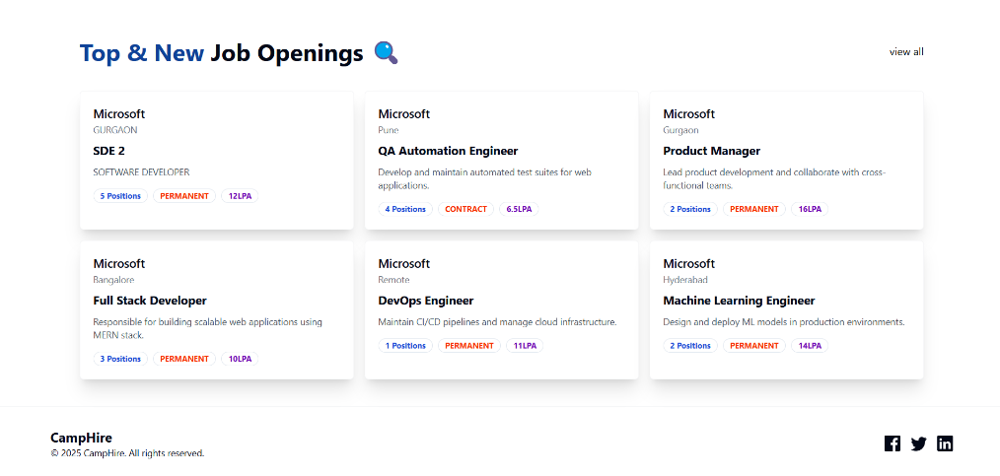 Top & New Job Openings
view all
Microsoft
GURGAON
SDE 2
SOFTWARE DEVELOPER
5 Positions PERMANENT 12LPA
Microsoft
Pune
QA Automation Engineer
Develop and maintain automated test suites for web
applications.
4 Positions CONTRACT 6.5LPA
Microsoft
Gurgaon
Product Manager
Lead product development and collaborate with cross-
functional teams.
2 Positions PERMANENT 16LPA
Microsoft
Bangalore
Full Stack Developer
Responsible for building scalable web applications using
MERN stack.
3 Positions PERMANENT 10LPA
Microsoft
Remote
DevOps Engineer
Maintain CI/CD pipelines and manage cloud infrastructure.
1 Positions PERMANENT 11LPA
Microsoft
Hyderabad
Machine Learning Engineer
Design and deploy ML models in production environments.
2 Positions PERMANENT 14LPA
CampHire
© 2025 CampHire. All rights reserved.